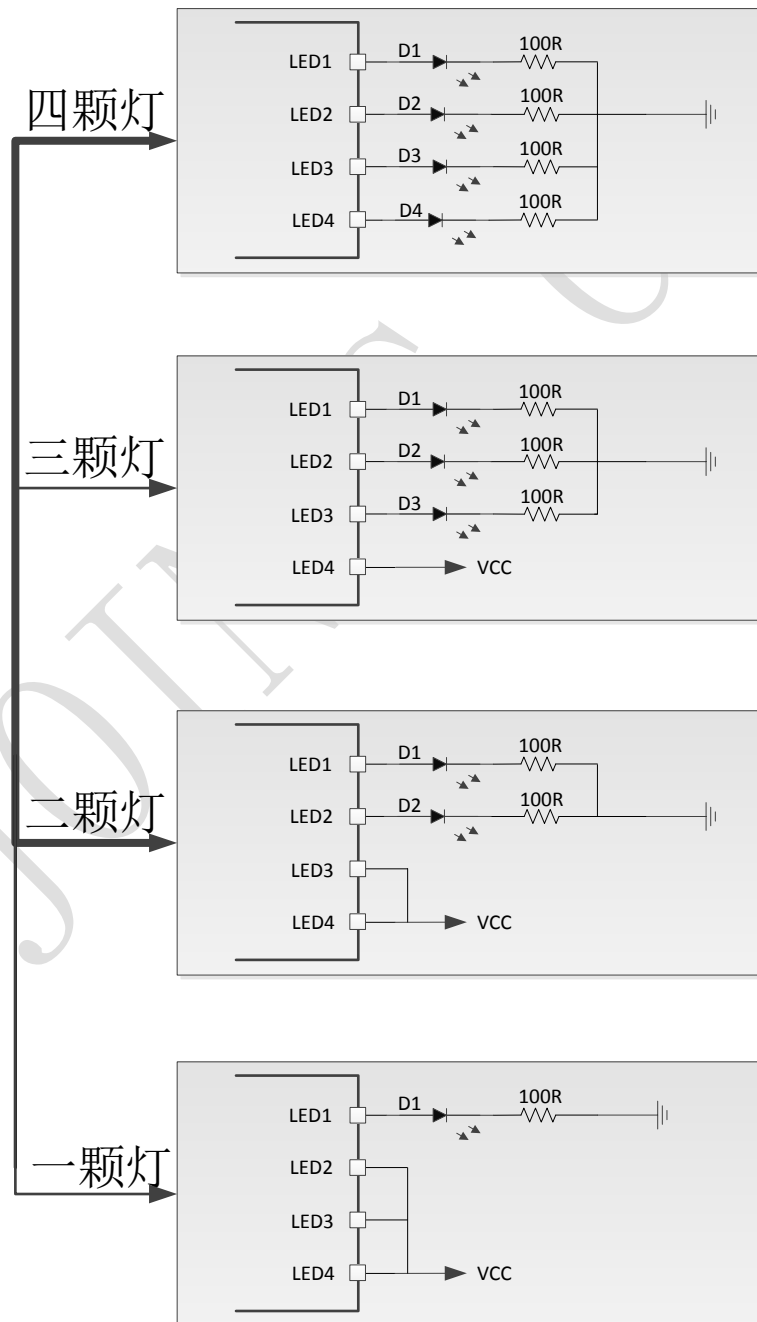 四颗灯
LED1 D1 100R
LED2 D2 100R
LED3 D3 100R
LED4 D4 100R
三颗灯
LED1 D1 100R
LED2 D2 100R
LED3 D3 100R
LED4 VCC
二颗灯
LED1 D1 100R
LED2 D2 100R
LED3
LED4 VCC
一颗灯
LED1 D1 100R
LED2
LED3
LED4 VCC